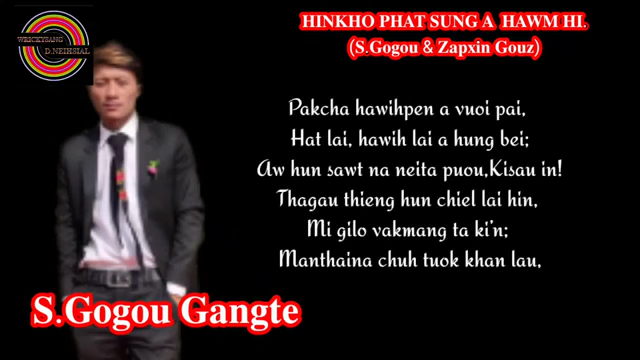 WRICKYSANG
D.NEIHSIAL
HINKHO PHAT SUNG A HAWM HI.
(S.Gogou & Zapxin Gouz)
Pakcha hawihpen a vuoi pai,
Hat lai, hawih lai a hung bei;
Aw hun sawt na neita puou,Kisau in!
Thagau thieng hun chiel lai hin,
Mi gilo vakmang ta ki'n;
Manthaina chuh tuok khan lau,
S.Gogou Gangte